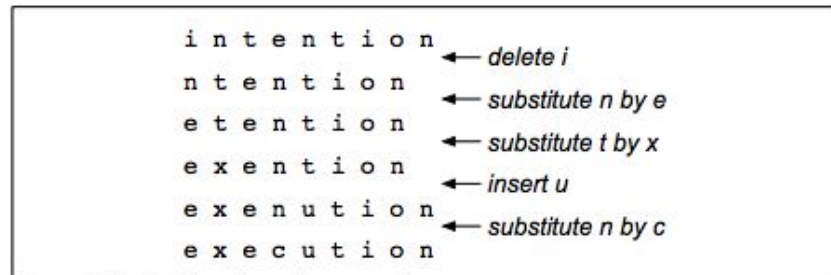 i n t e n t i o n
← delete i
n t e n t i o n
← substitute n by e
e t e n t i o n
← substitute t by x
e x e n t i o n
← insert u
e x e n u t i o n
← substitute n by c
e x e c u t i o n